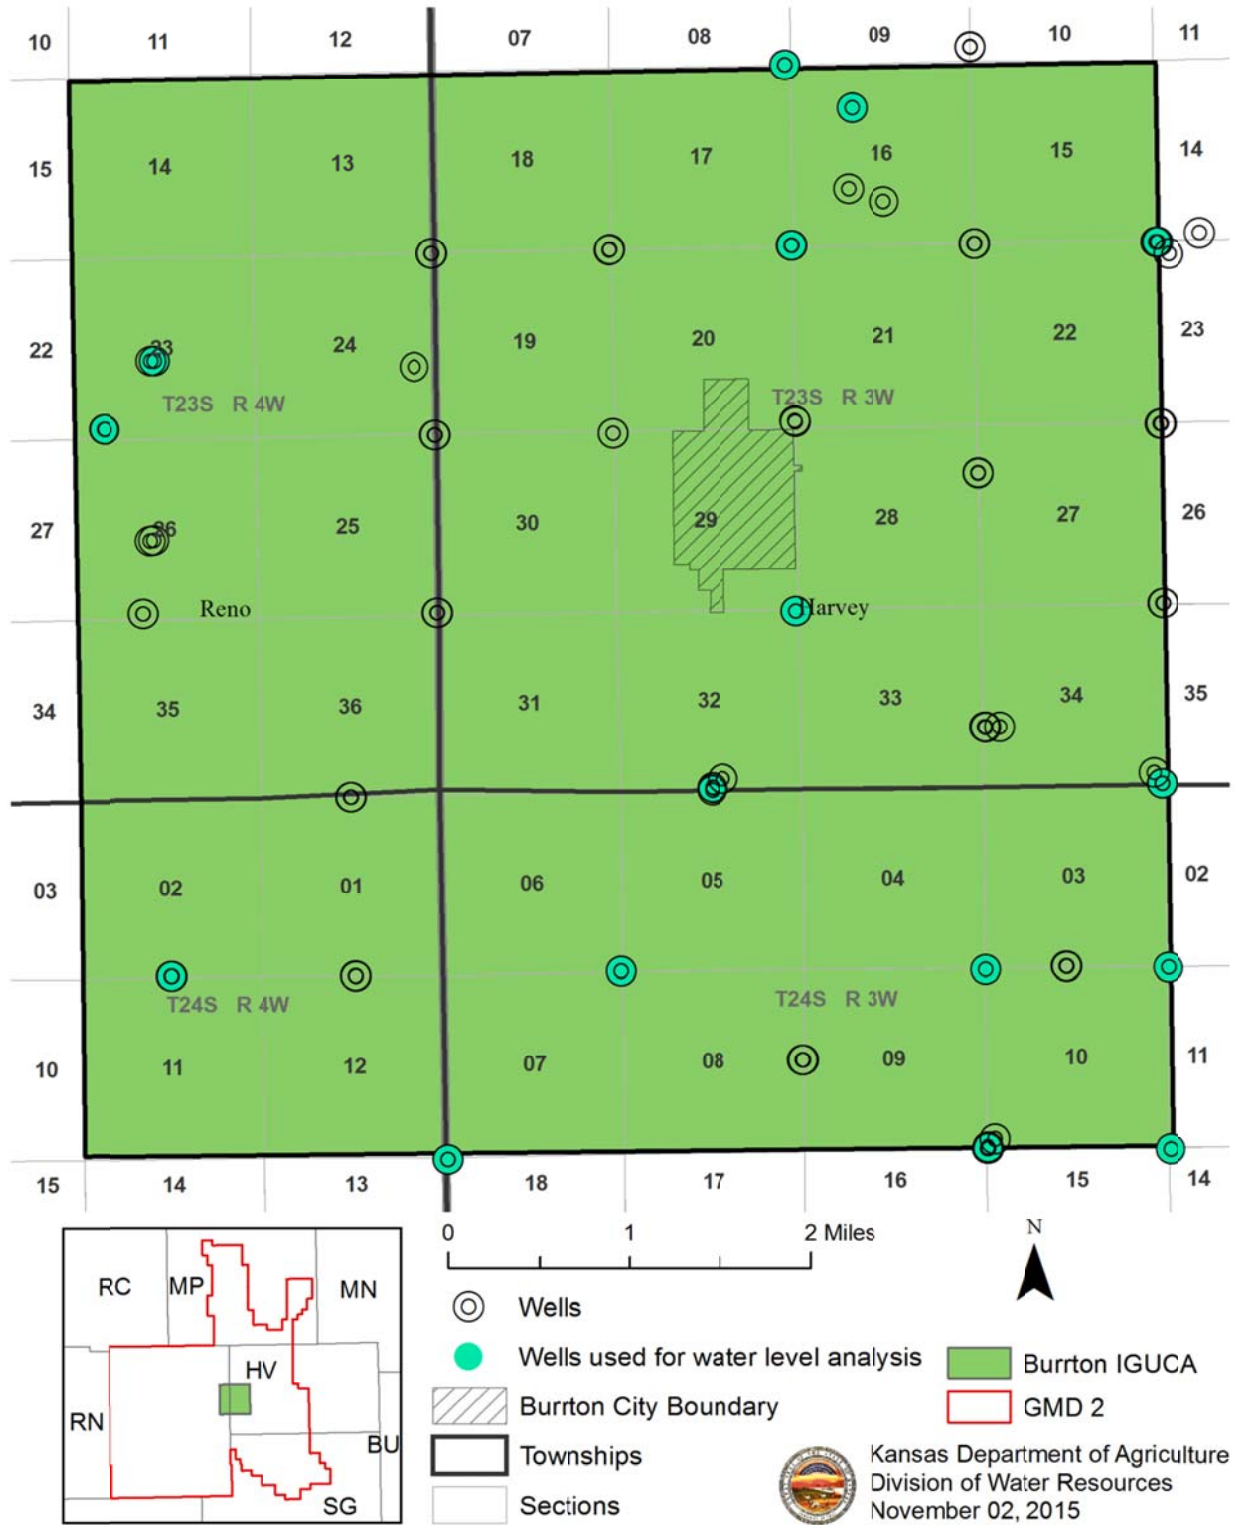 10 11 12 07 08 09 10 11
15 14 13 18 17 16 15 14
22 23 24 19 20 21 22 23
T23S R 4W T23S R 3W
27 26 25 30 29 28 27 26
Reno Harvey
34 35 36 31 32 33 34 35
03 02 01 06 05 04 03 02
T24S R 4W T24S R 3W
10 11 12 07 08 09 10 11
15 14 13 18 17 16 15 14
0 1 2 Miles
N
RC MP MN
HV
RN
BU
SG
Wells
Wells used for water level analysis
Burrton City Boundary
Townships
Sections
Burrton IGUCA
GMD 2
Kansas Department of Agriculture
Division of Water Resources
November 02, 2015